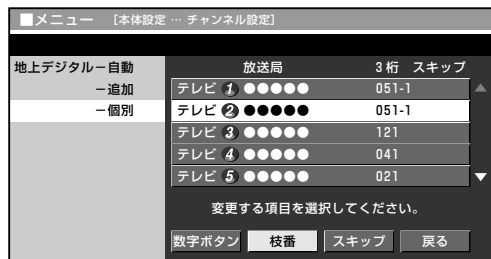 ■メニュー [本体設定 … チャンネル設定]
地上デジタルー自動
ー追加
ー個別
放送局 3桁 スキップ
テレビ 1 ●●●●● 051-1
テレビ 2 ●●●●● 051-1
テレビ 3 ●●●●● 121
テレビ 4 ●●●●● 041
テレビ 5 ●●●●● 021
変更する項目を選択してください。
数字ボタン 枝番 スキップ 戻る